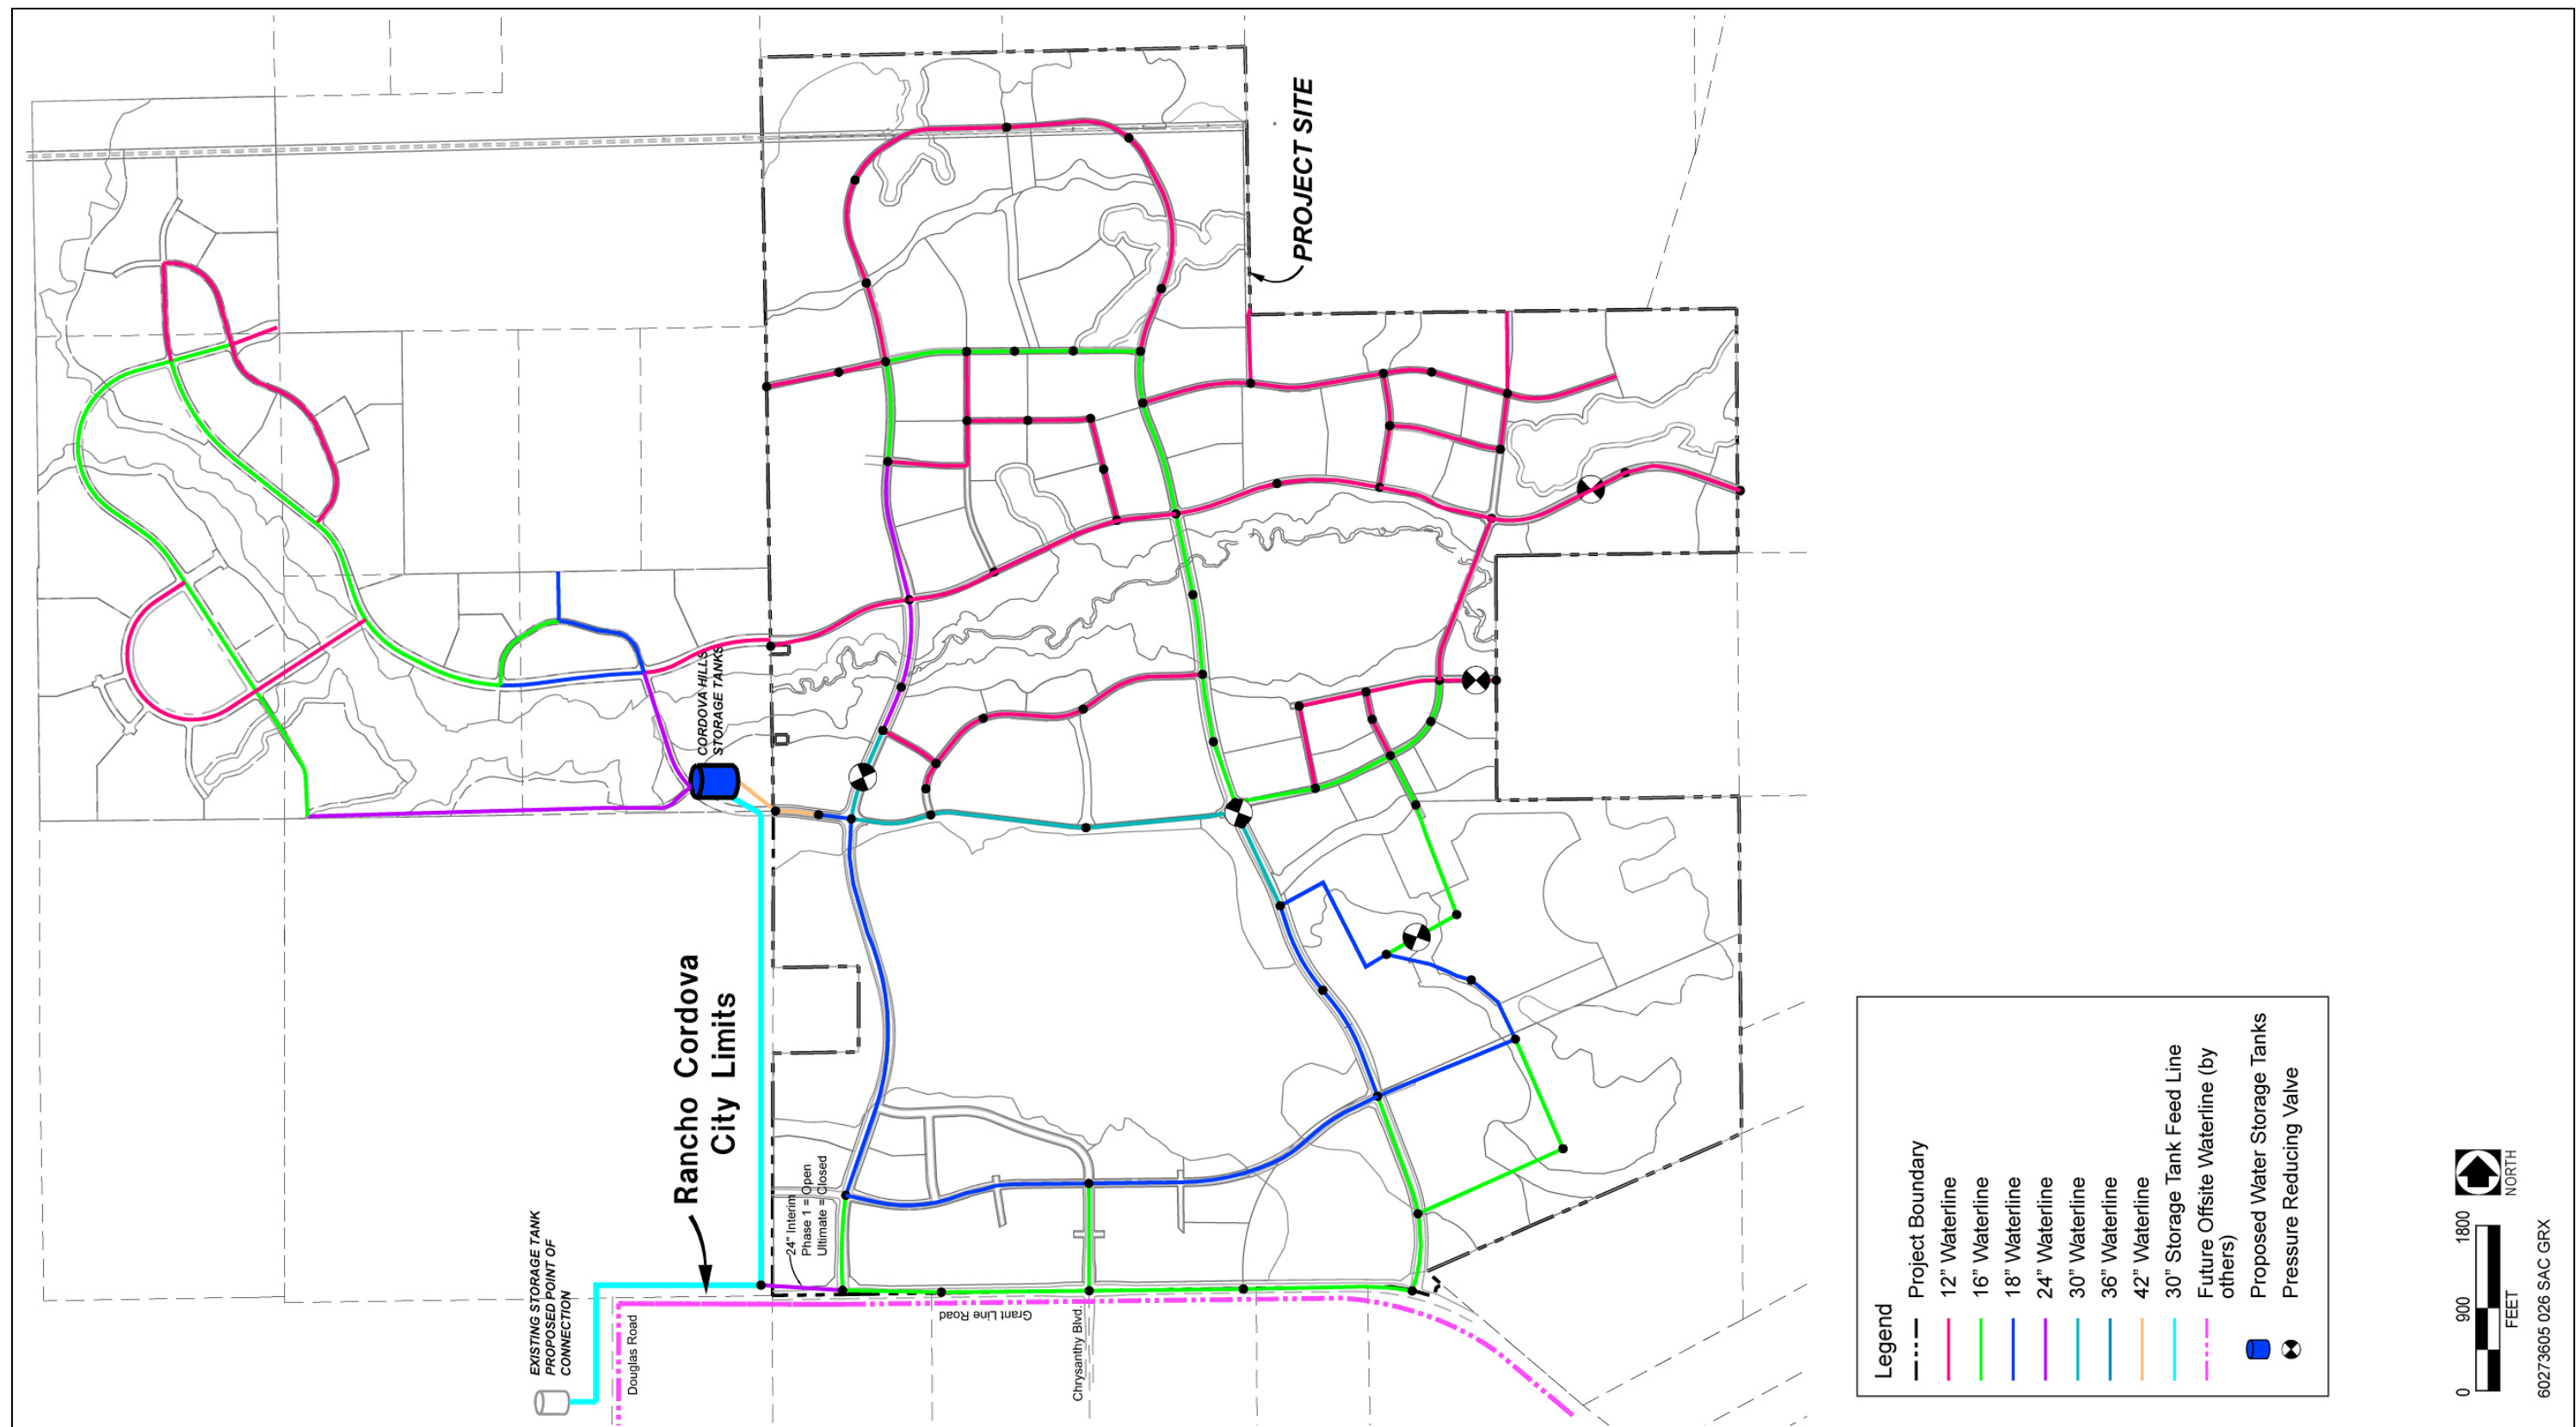 PROJECT SITE
CORDOVA HILLS
STORAGE TANKS
Rancho Cordova
City Limits
24" Interim
Phase 1 = Open
Ultimate = Closed
EXISTING STORAGE TANK
PROPOSED POINT OF
CONNECTION
Douglas Road
Grant Line Road
Chrysanthy Blvd.
Legend
Project Boundary
12" Waterline
16" Waterline
18" Waterline
24" Waterline
30" Waterline
36" Waterline
42" Waterline
30" Storage Tank Feed Line
Future Offsite Waterline (by
others)
Proposed Water Storage Tanks
Pressure Reducing Valve
0 900 1800
FEET
NORTH
60273605 026 SAC GRX